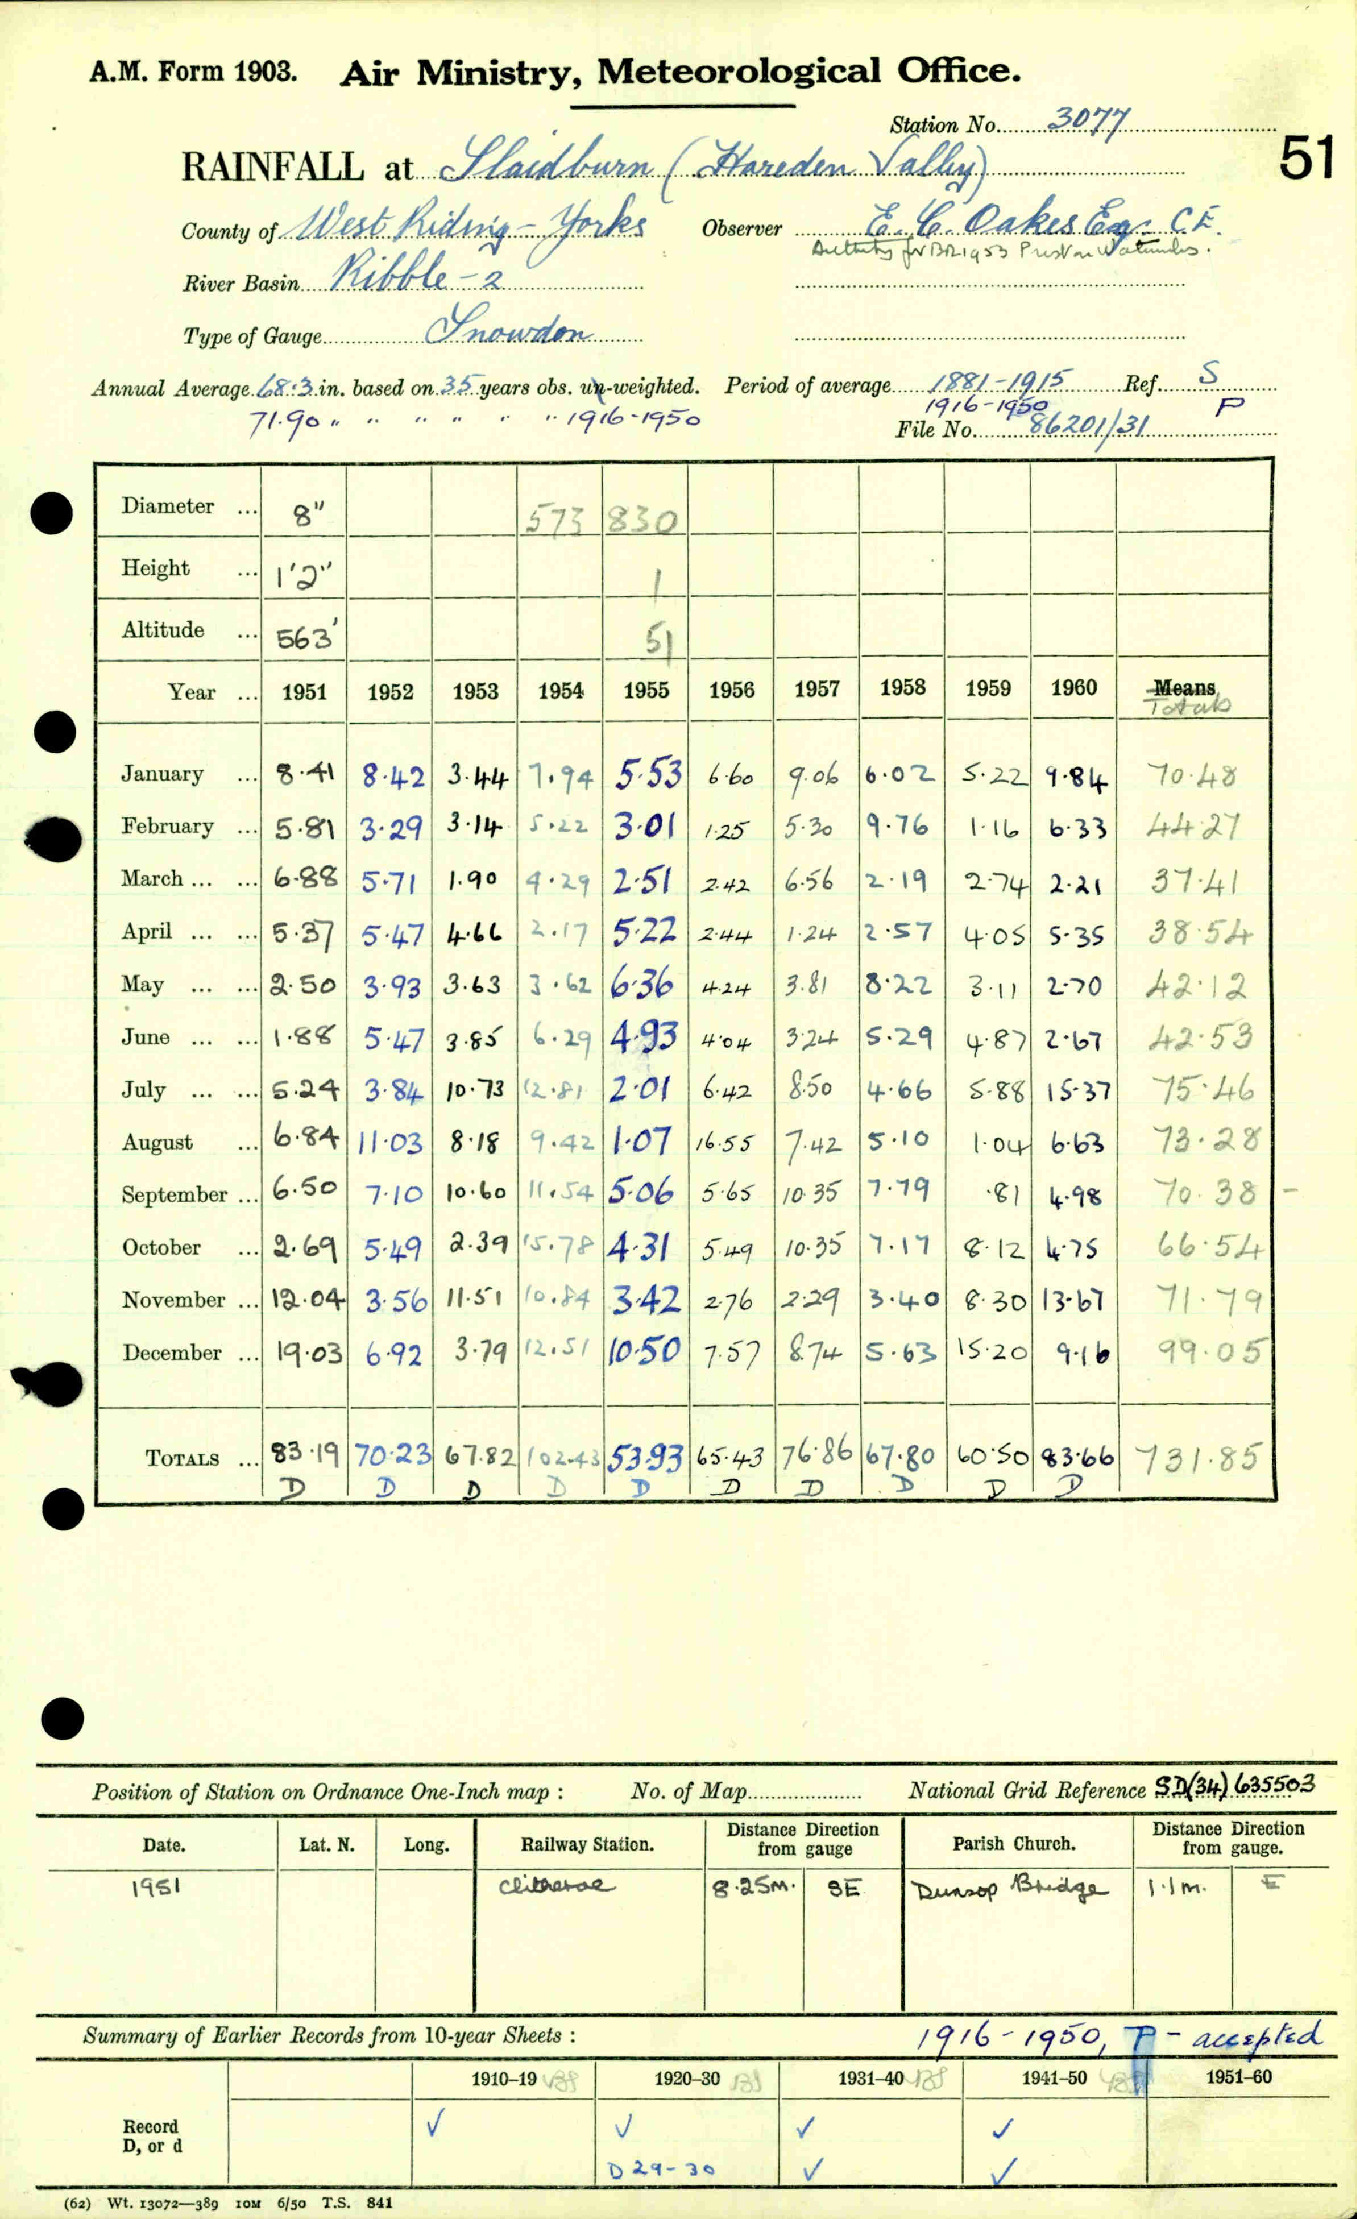 A.M. Form 1903. Air Ministry, Meteorological Office.
Station No. 3077
51
RAINFALL at Slaidburn (Hareden Valley)
County of West Riding - Yorks Observer E. C. Oakes Esq. C.E.
Authority for BR1953 Preston Waterworks.
River Basin Ribble - 2
Type of Gauge Snowdon
Annual Average 68.3 in. based on 35 years obs. un-weighted. Period of average 1881-1915 Ref. S
71.90 " " " " " " 1916-1950 1916-1950 P
File No. 86201/31
Diameter ... 8" 573 830
Height ... 1'2" 1
Altitude ... 563' 51
Year ... 1951 1952 1953 1954 1955 1956 1957 1958 1959 1960 Means
Totals
January ... 8.41 8.42 3.44 7.94 5.53 6.60 9.06 6.02 5.22 9.84 70.48
February ... 5.81 3.29 3.14 5.22 3.01 1.25 5.30 9.76 1.16 6.33 44.27
March ... ... 6.88 5.71 1.90 4.29 2.51 2.42 6.56 2.19 2.74 2.21 37.41
April ... ... 5.37 5.47 4.66 2.17 5.22 2.44 1.24 2.57 4.05 5.35 38.54
May ... ... 2.50 3.93 3.63 3.62 6.36 4.24 3.81 8.22 3.11 2.70 42.12
June ... ... 1.88 5.47 3.85 6.29 4.93 4.04 3.24 5.29 4.87 2.67 42.53
July ... ... 5.24 3.84 10.73 12.81 2.01 6.42 8.50 4.66 5.88 15.37 75.46
August ... 6.84 11.03 8.18 9.42 1.07 16.55 7.42 5.10 1.04 6.63 73.28
September ... 6.50 7.10 10.60 11.54 5.06 5.65 10.35 7.79 .81 4.98 70.38 -
October ... 2.69 5.49 2.39 15.78 4.31 5.49 10.35 7.17 8.12 4.75 66.54
November ... 12.04 3.56 11.51 10.84 3.42 2.76 2.29 3.40 8.30 13.67 71.79
December ... 19.03 6.92 3.79 12.51 10.50 7.57 8.74 5.63 15.20 9.16 99.05
TOTALS ... 83.19 70.23 67.82 102.43 53.93 65.43 76.86 67.80 60.50 83.66 731.85
D D D D D D D D D D
Position of Station on Ordnance One-Inch map : No. of Map National Grid Reference SD(34) 635503
Date. Lat. N. Long. Railway Station. Distance from Direction gauge Parish Church. Distance from Direction gauge.
1951 Clitheroe 8.25M. SE Dunsop Bridge 1.1m. E
Summary of Earlier Records from 10-year Sheets : 1916-1950, P - accepted
1910-19 1920-30 1931-40 1941-50 1951-60
Record ✓ ✓ ✓ ✓
D, or d D 29-30 ✓ ✓
(62) Wt. 13072—389 10M 6/50 T.S. 841